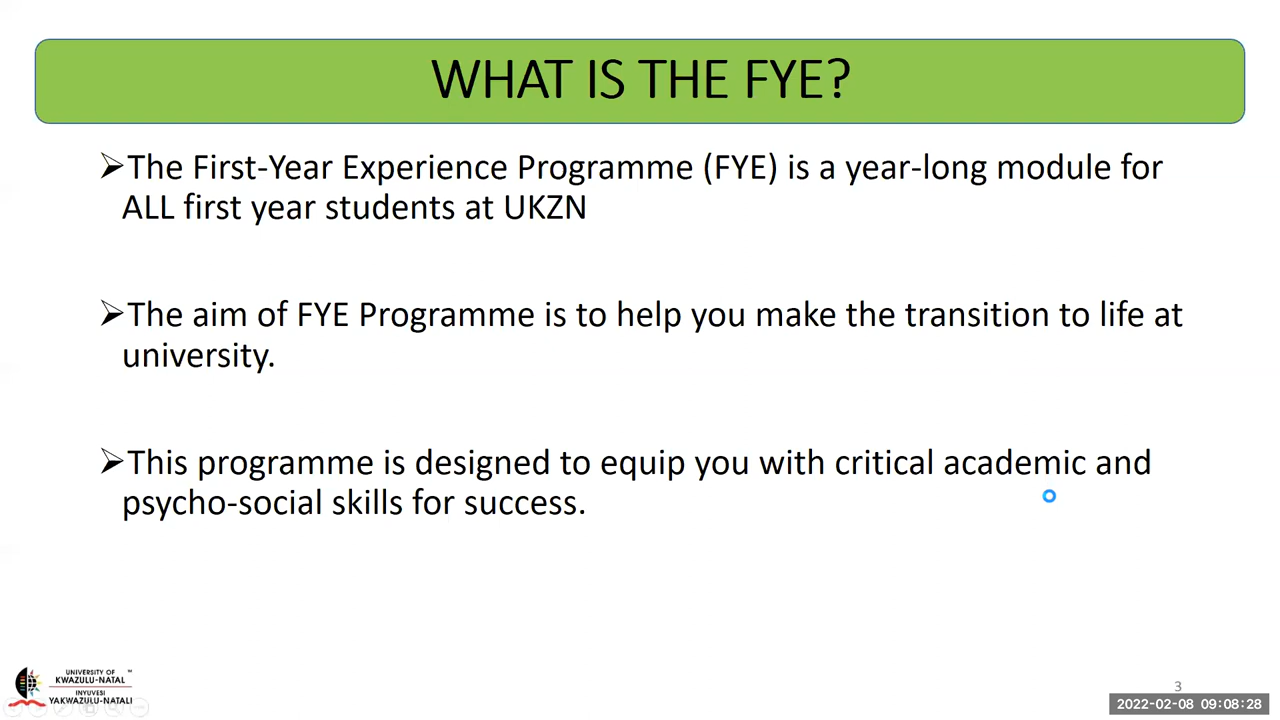 WHAT IS THE FYE?
➢The First-Year Experience Programme (FYE) is a year-long module for
ALL first year students at UKZN
➢The aim of FYE Programme is to help you make the transition to life at
university.
➢This programme is designed to equip you with critical academic and
psycho-social skills for success.
UNIVERSITY OF ™
KWAZULU-NATAL
INYUVESI
YAKWAZULU-NATALI
3
2022-02-08 09:08:28